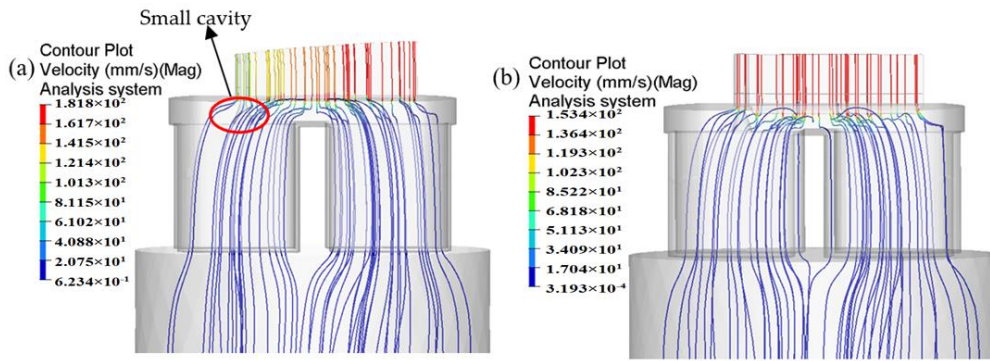 Small cavity
(a)
Contour Plot
Velocity (mm/s)(Mag)
Analysis system
1.818×10²
1.617×10²
1.415×10²
1.214×10²
1.013×10²
8.115×10¹
6.102×10¹
4.088×10¹
2.075×10¹
6.234×10⁻¹
(b)
Contour Plot
Velocity (mm/s)(Mag)
Analysis system
1.534×10²
1.364×10²
1.193×10²
1.023×10²
8.522×10¹
6.818×10¹
5.113×10¹
3.409×10¹
1.704×10¹
3.193×10⁻⁴